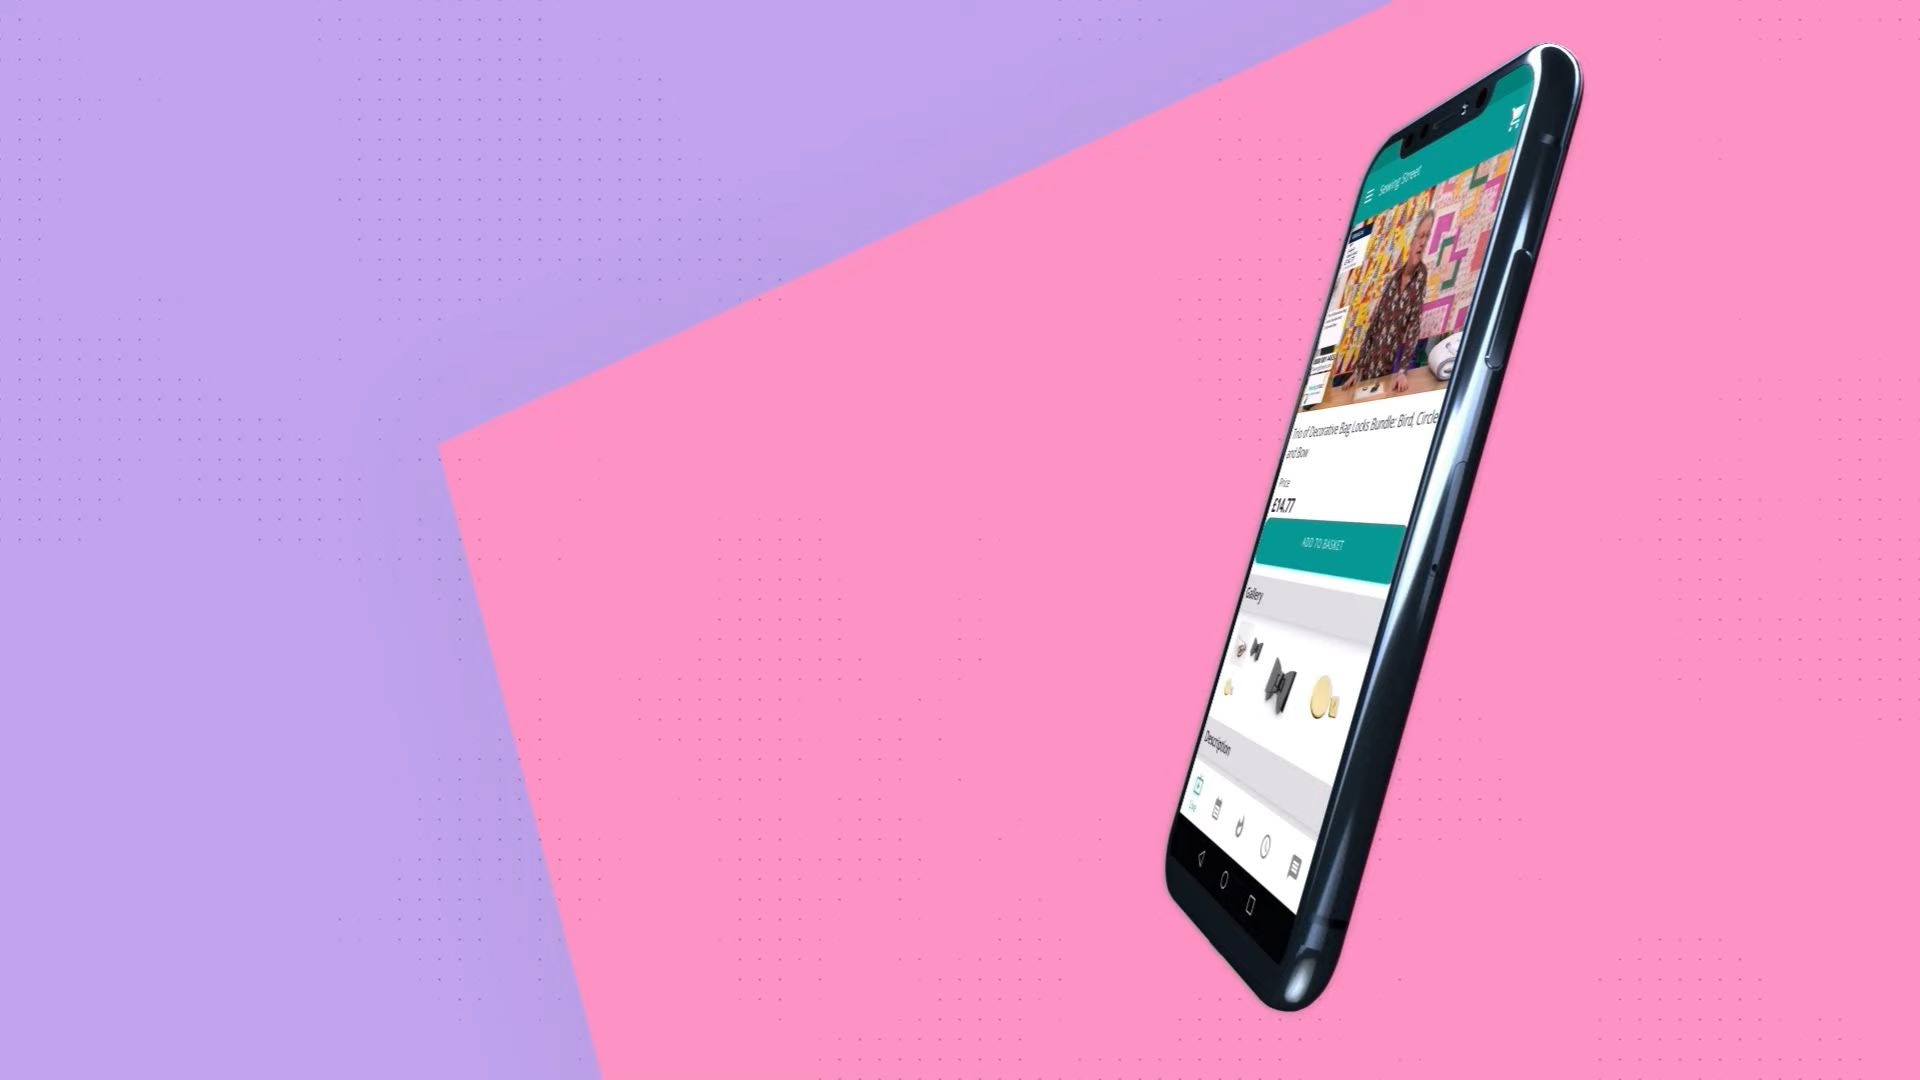 Sewing Street
Trio of Decorative Bag Locks Bundle: Bird, Circle
and Bow
Price
£14.77
ADD TO BASKET
Gallery
Description
Live